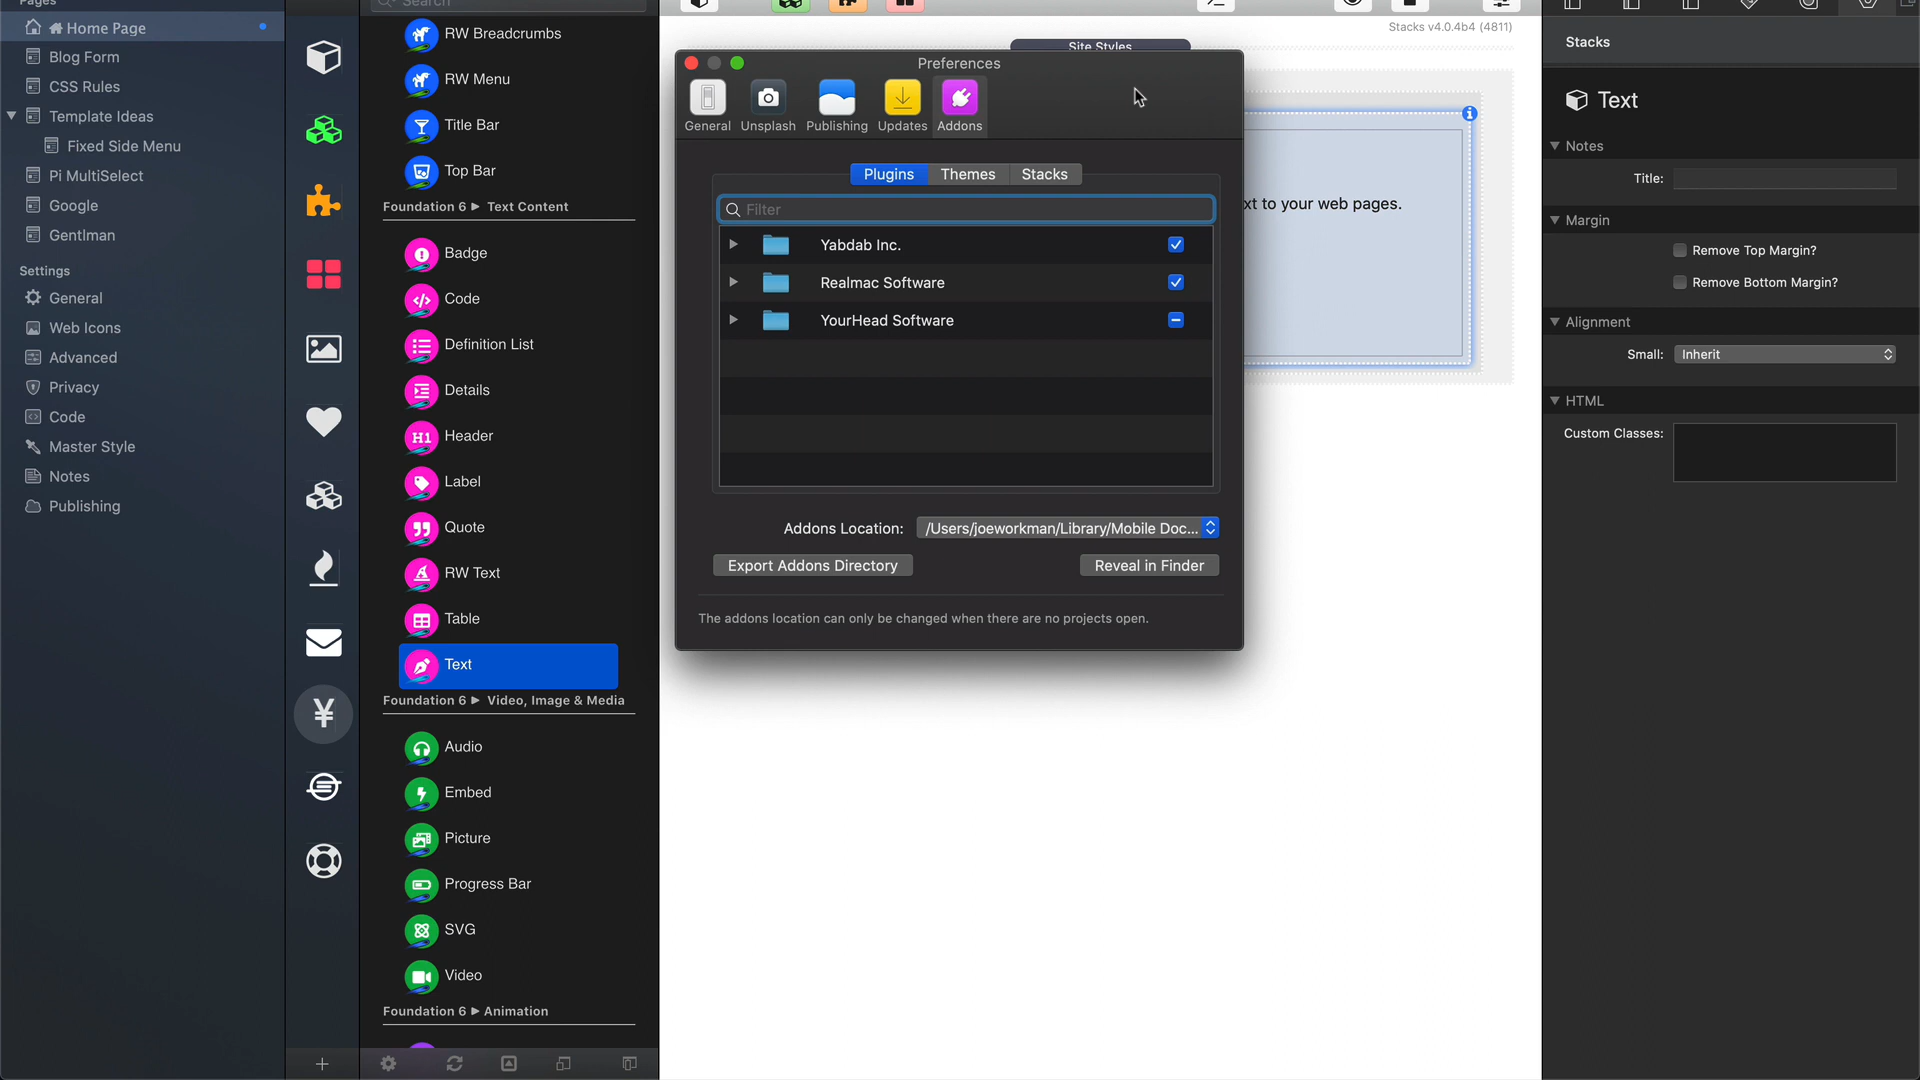 Pages
Home Page
Blog Form
CSS Rules
Template Ideas
Fixed Side Menu
Pi MultiSelect
Google
Gentlman
Settings
General
Web Icons
Advanced
Privacy
Code
Master Style
Notes
Publishing
¥
Search
RW Breadcrumbs
RW Menu
Title Bar
Top Bar
Foundation 6 ▶ Text Content
Badge
Code
Definition List
Details
H1 Header
Label
Quote
RW Text
Table
Text
Foundation 6 ▶ Video, Image & Media
Audio
Embed
Picture
Progress Bar
SVG
Video
Foundation 6 ▶ Animation
Stacks v4.0.4b4 (4811)
Site Styles
xt to your web pages.
Preferences
General
Unsplash
Publishing
Updates
Addons
Plugins
Themes
Stacks
Filter
Yabdab Inc.
Realmac Software
YourHead Software
Addons Location: /Users/joeworkman/Library/Mobile Doc...
Export Addons Directory
Reveal in Finder
The addons location can only be changed when there are no projects open.
Stacks
Text
Notes
Title:
Margin
Remove Top Margin?
Remove Bottom Margin?
Alignment
Small: Inherit
HTML
Custom Classes: